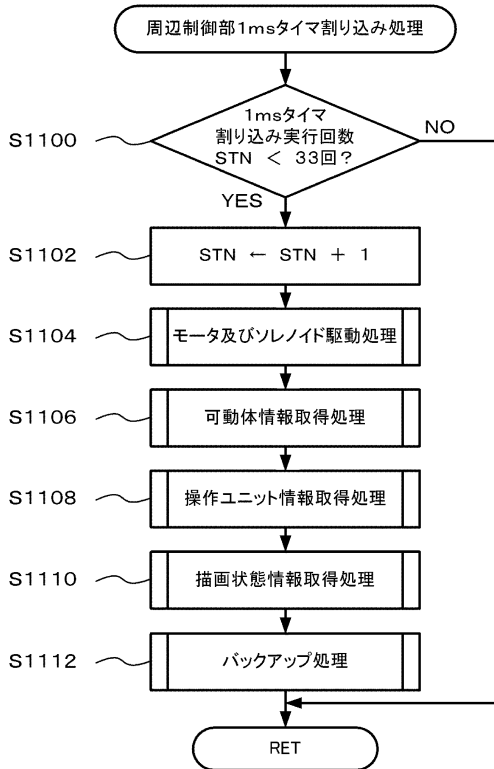 周辺制御部1msタイマ割り込み処理
S1100
1msタイマ
割り込み実行回数
STN < 33回?
NO
YES
S1102
STN ← STN + 1
S1104
モータ及びソレノイド駆動処理
S1106
可動体情報取得処理
S1108
操作ユニット情報取得処理
S1110
描画状態情報取得処理
S1112
バックアップ処理
RET